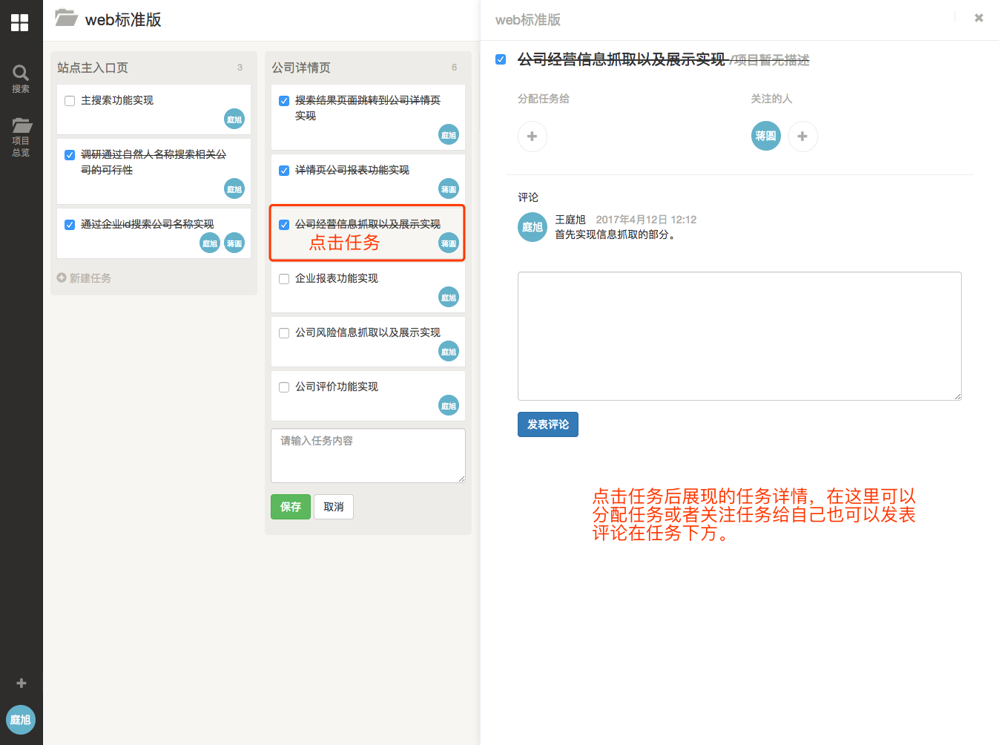 搜索
项目
总览
庭旭
web标准版
站点主入口页 3
主搜索功能实现
庭旭
调研通过自然人名称搜索相关公
司的可行性
庭旭
通过企业id搜索公司名称实现
庭旭 蒋圆
新建任务
公司详情页 6
搜索结果页面跳转到公司详情页
实现
庭旭
详情页公司报表功能实现
蒋圆
公司经营信息抓取以及展示实现
点击任务
蒋圆
企业报表功能实现
庭旭
公司风险信息抓取以及展示实现
庭旭
公司评价功能实现
庭旭
请输入任务内容
保存 取消
web标准版
公司经营信息抓取以及展示实现 /项目暂无描述
分配任务给 关注的人
蒋圆
评论
庭旭
王庭旭 2017年4月12日 12:12
首先实现信息抓取的部分。
发表评论
点击任务后展现的任务详情，在这里可以
分配任务或者关注任务给自己也可以发表
评论在任务下方。